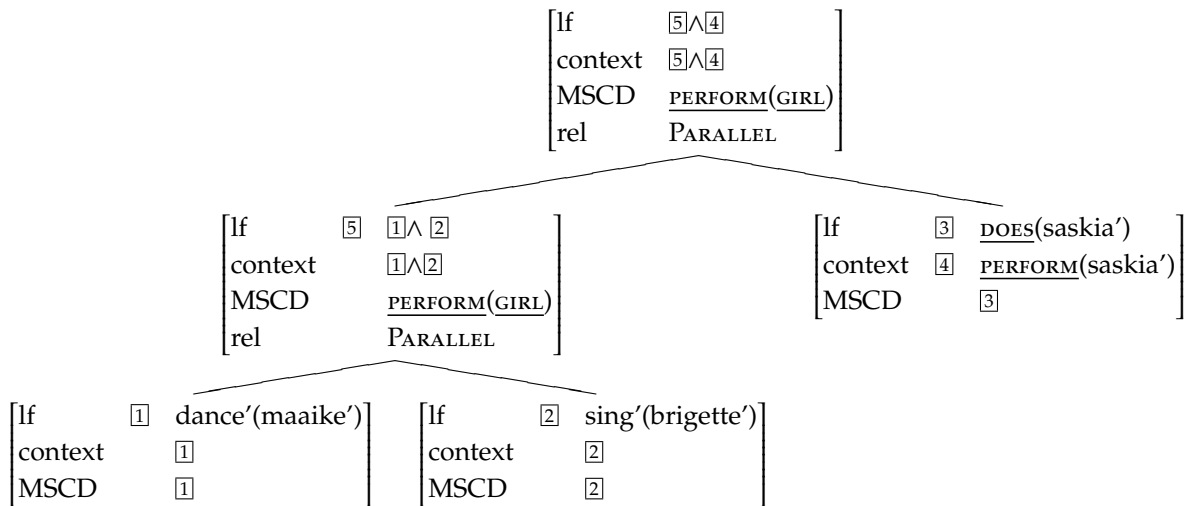 lf 5∧4
context 5∧4
MSCD PERFORM(GIRL)
rel PARALLEL
lf 5 1∧ 2
context 1∧2
MSCD PERFORM(GIRL)
rel PARALLEL
lf 3 DOES(saskia’)
context 4 PERFORM(saskia’)
MSCD 3
lf 1 dance’(maaike’)
context 1
MSCD 1
lf 2 sing’(brigette’)
context 2
MSCD 2